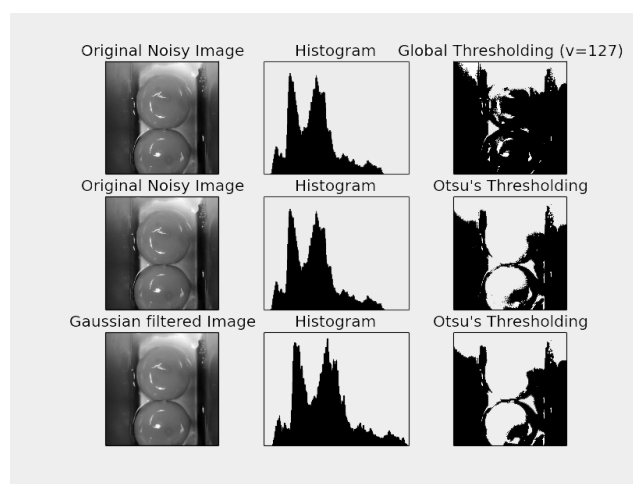 Original Noisy Image Histogram Global Thresholding (v=127)
Original Noisy Image Histogram Otsu's Thresholding
Gaussian filtered Image Histogram Otsu's Thresholding